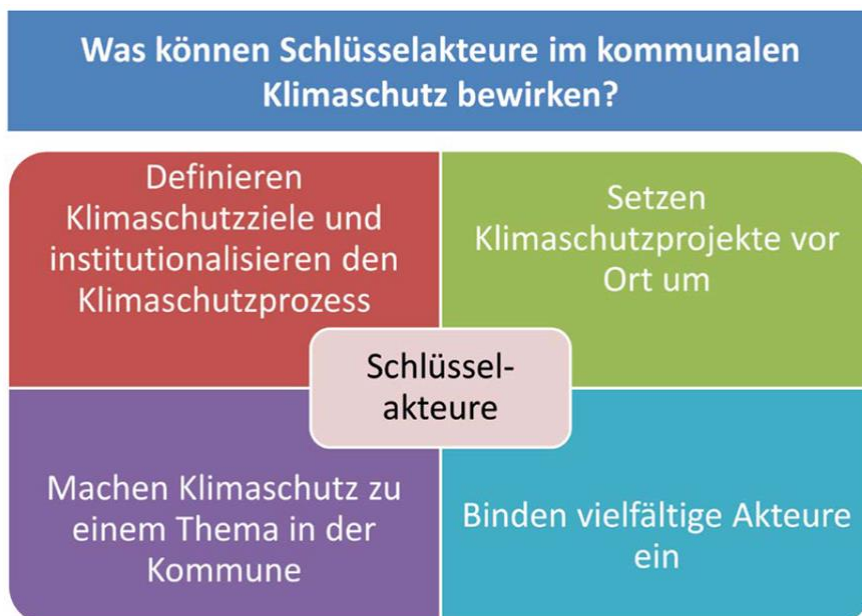 Was können Schlüsselakteure im kommunalen
Klimaschutz bewirken?
Definieren
Klimaschutzziele und
institutionalisieren den
Klimaschutzprozess
Setzen
Klimaschutzprojekte vor
Ort um
Schlüssel-
akteure
Machen Klimaschutz zu
einem Thema in der
Kommune
Binden vielfältige Akteure
ein